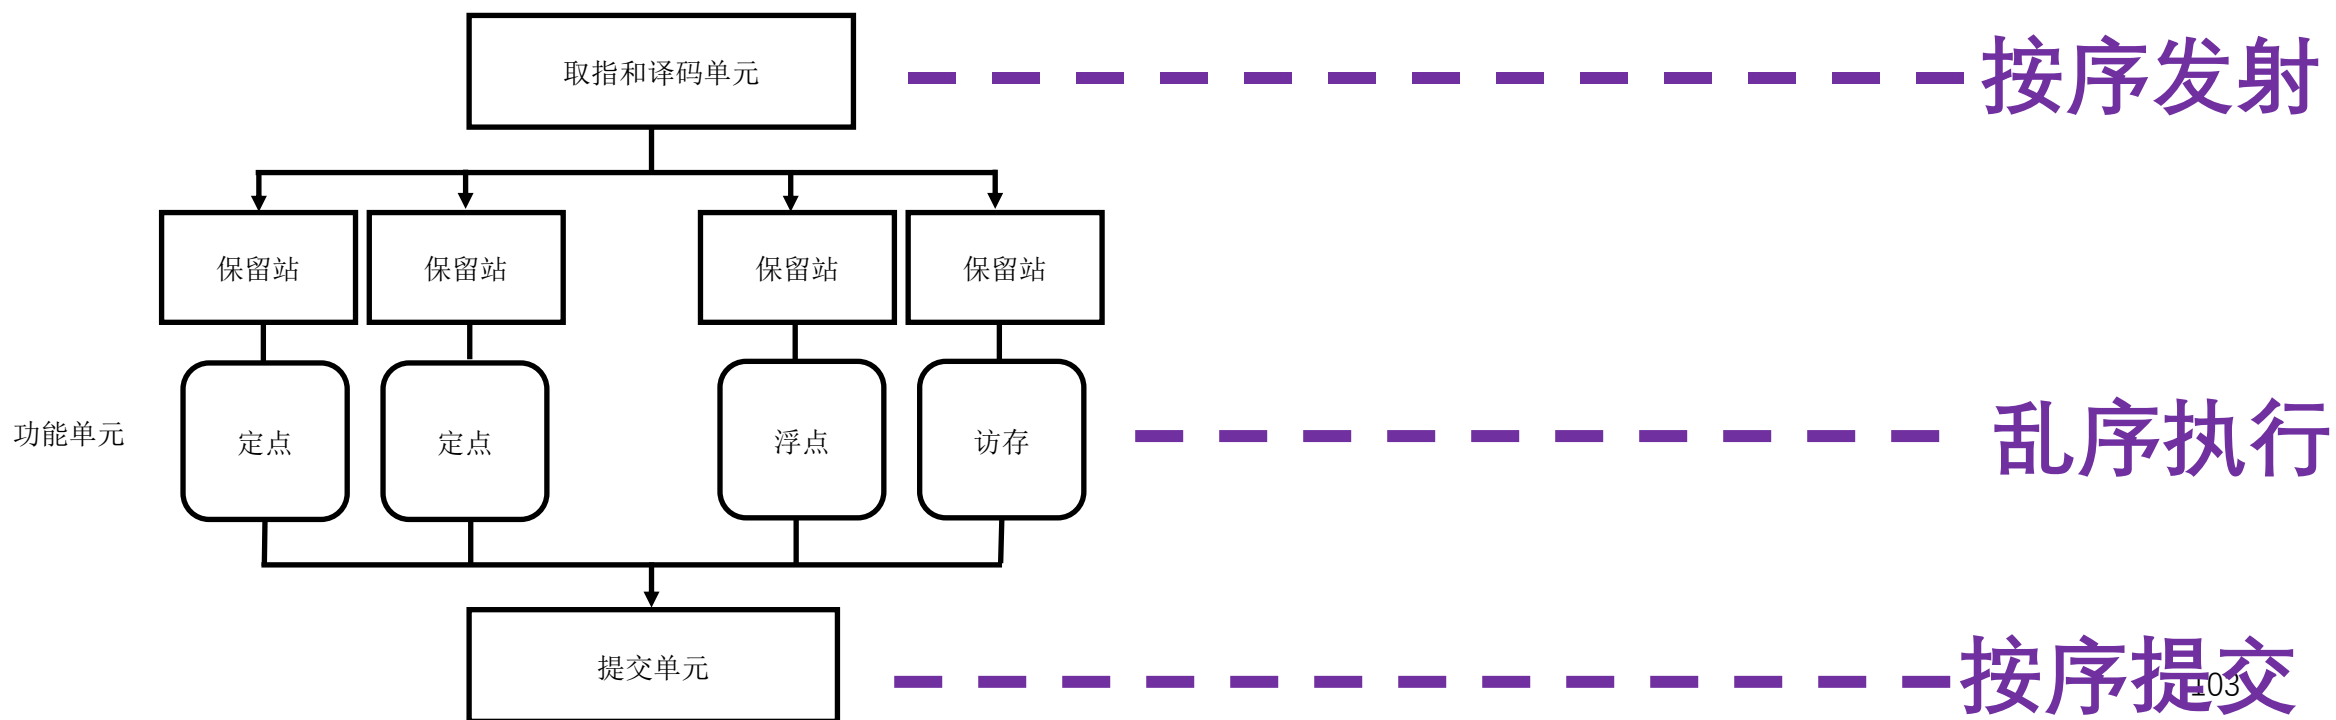 取指和译码单元
按序发射
保留站
保留站
保留站
保留站
功能单元
定点
定点
浮点
访存
乱序执行
提交单元
按序提交
103